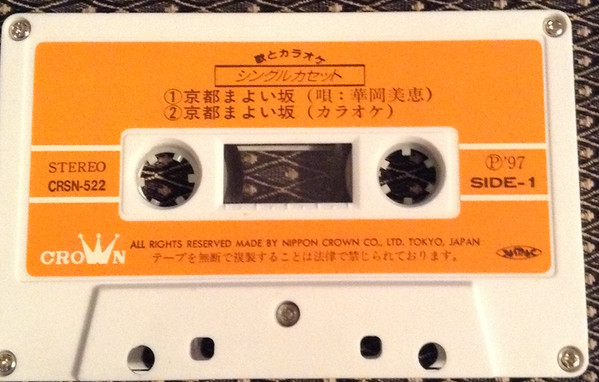 歌とカラオケ
シングルカセット
①京都まよい坂 (唄：華岡美恵)
②京都まよい坂 (カラオケ)
STEREO
CRSN-522
Ⓟ'97
SIDE-1
CROWN
ALL RIGHTS RESERVED MADE BY NIPPON CROWN CO., LTD. TOKYO, JAPAN
テープを無断で複製することは法律で禁じられております。